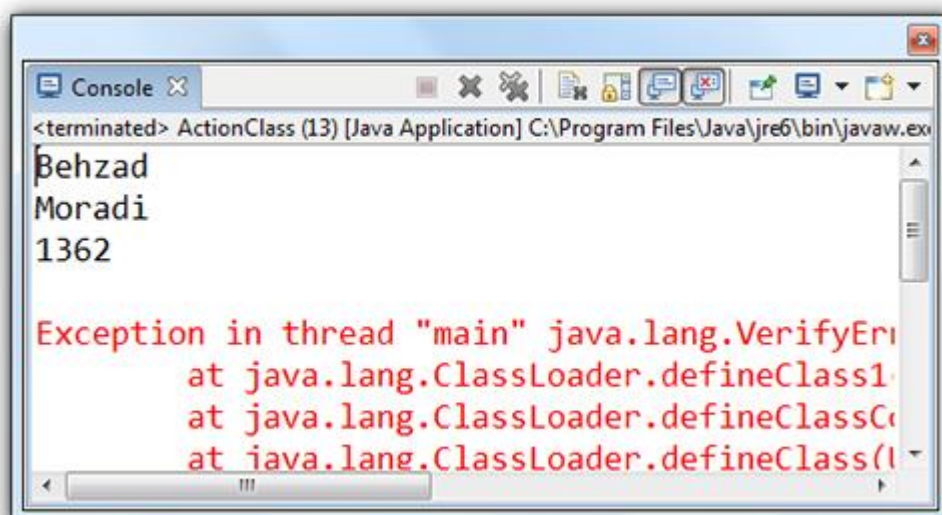 Console
<terminated> ActionClass (13) [Java Application] C:\Program Files\Java\jre6\bin\javaw.ex
Behzad
Moradi
1362
Exception in thread "main" java.lang.VerifyErr
at java.lang.ClassLoader.defineClass1
at java.lang.ClassLoader.defineClassC
at java.lang.ClassLoader.defineClass(